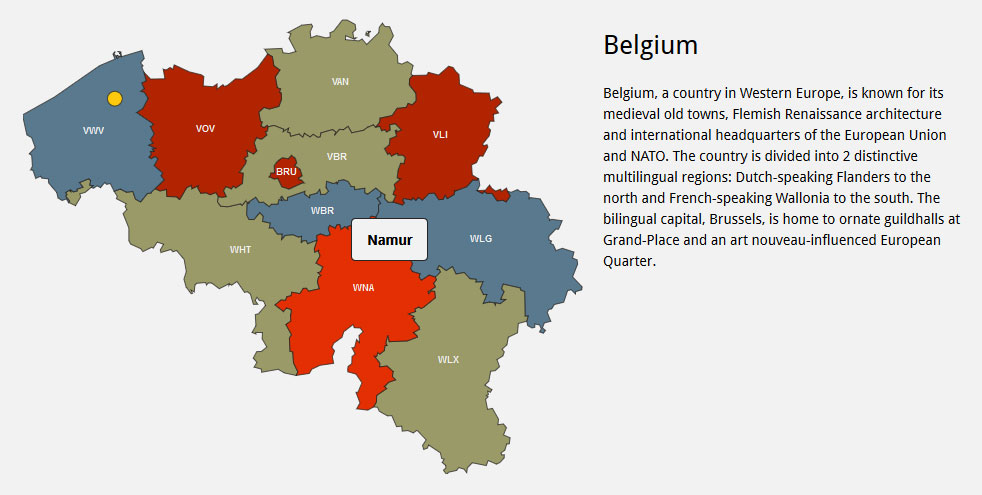 VAN
VWV
VOV
VLI
VBR
BRU
WBR
WHT
Namur
WLG
WNA
WLX
Belgium
Belgium, a country in Western Europe, is known for its
medieval old towns, Flemish Renaissance architecture
and international headquarters of the European Union
and NATO. The country is divided into 2 distinctive
multilingual regions: Dutch-speaking Flanders to the
north and French-speaking Wallonia to the south. The
bilingual capital, Brussels, is home to ornate guildhalls at
Grand-Place and an art nouveau-influenced European
Quarter.